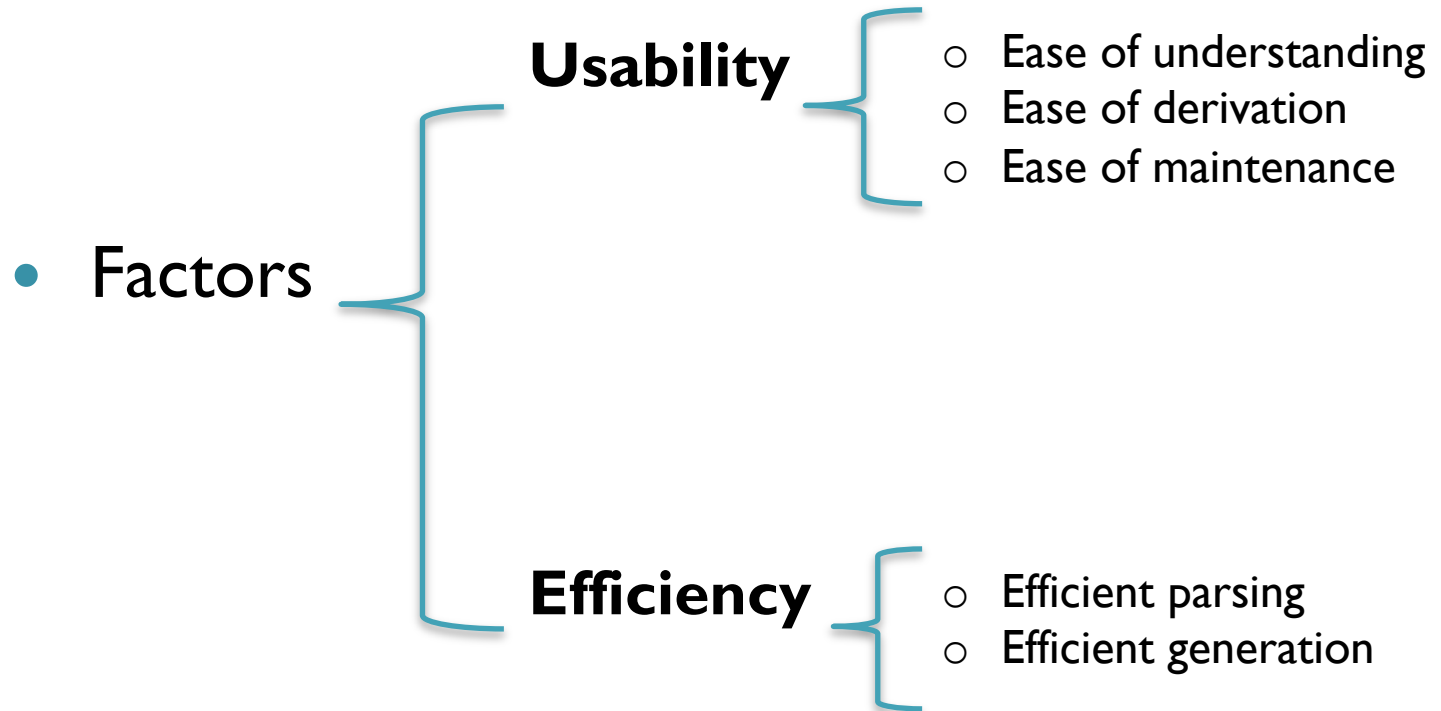 • Factors
Usability
○ Ease of understanding
○ Ease of derivation
○ Ease of maintenance
Efficiency
○ Efficient parsing
○ Efficient generation